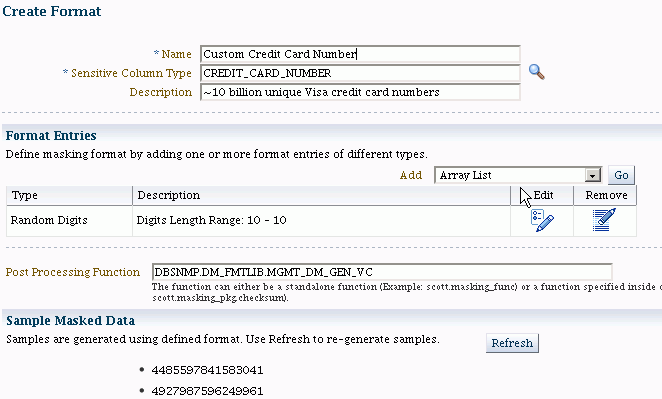 Create Format
* Name Custom Credit Card Number
* Sensitive Column Type CREDIT_CARD_NUMBER
Description ~10 billion unique Visa credit card numbers
Format Entries
Define masking format by adding one or more format entries of different types.
Add Array List Go
Type Description Edit Remove
Random Digits Digits Length Range: 10 - 10
Post Processing Function DBSNMP.DM_FMTLIB.MGMT_DM_GEN_VC
The function can either be a standalone function (Example: scott.masking_func) or a function specified inside
scott.masking_pkg.checksum).
Sample Masked Data
Samples are generated using defined format. Use Refresh to re-generate samples. Refresh
• 4485597841583041
• 4927987596249961